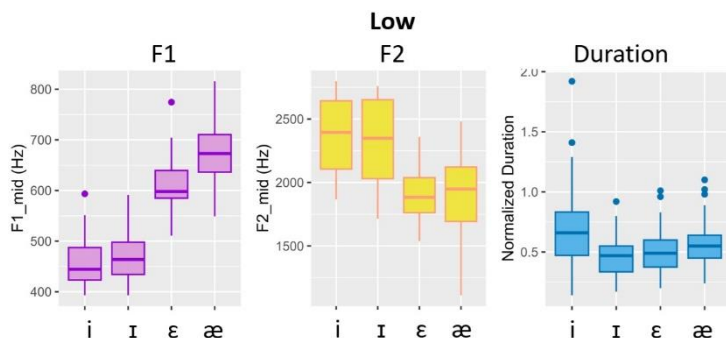 Low
F1
F2
Duration
F1_mid (Hz)
800
700
600
500
400
i ɪ ɛ æ
F2_mid (Hz)
2500
2000
1500
i ɪ ɛ æ
Normalized Duration
2.0
1.5
1.0
0.5
i ɪ ɛ æ